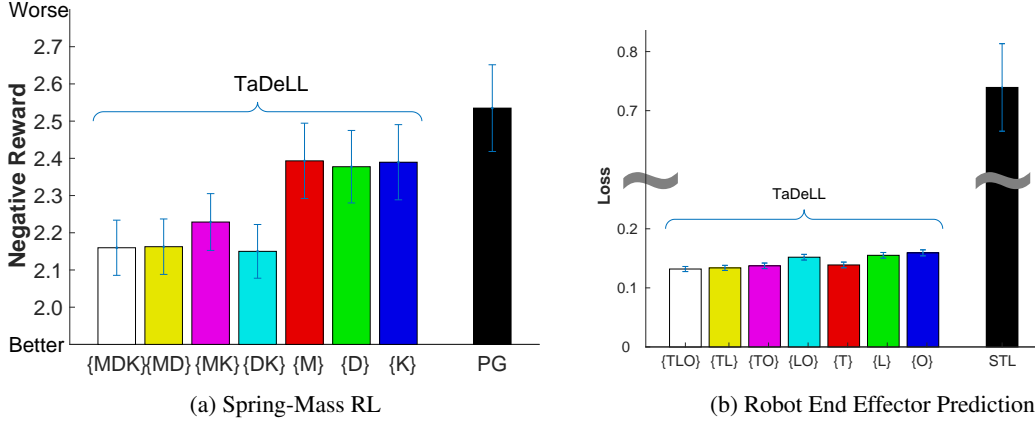 Worse
2.7
2.6
2.5
2.4
2.3
2.2
2.1
2.0
Better
Negative Reward
TaDeLL
{MDK} {MD} {MK} {DK} {M} {D} {K} PG
(a) Spring-Mass RL
0.8
0.7
0.2
0.1
0
Loss
TaDeLL
{TLO} {TL} {TO} {LO} {T} {L} {O} STL
(b) Robot End Effector Prediction